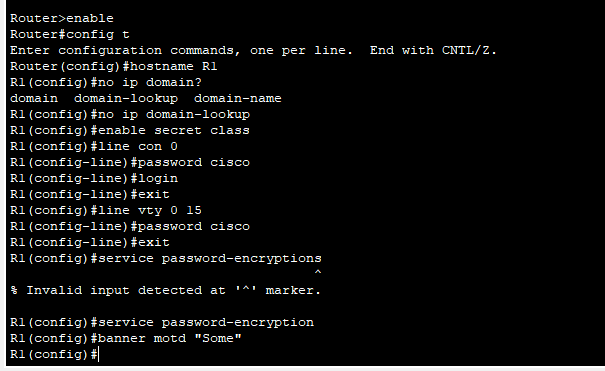 Router>enable
Router#config t
Enter configuration commands, one per line.  End with CNTL/Z.
Router(config)#hostname R1
R1(config)#no ip domain?
domain  domain-lookup  domain-name
R1(config)#no ip domain-lookup
R1(config)#enable secret class
R1(config)#line con 0
R1(config-line)#password cisco
R1(config-line)#login
R1(config-line)#exit
R1(config)#line vty 0 15
R1(config-line)#password cisco
R1(config-line)#exit
R1(config)#service password-encryptions
                                      ^
% Invalid input detected at '^' marker.

R1(config)#service password-encryption
R1(config)#banner motd "Some"
R1(config)#